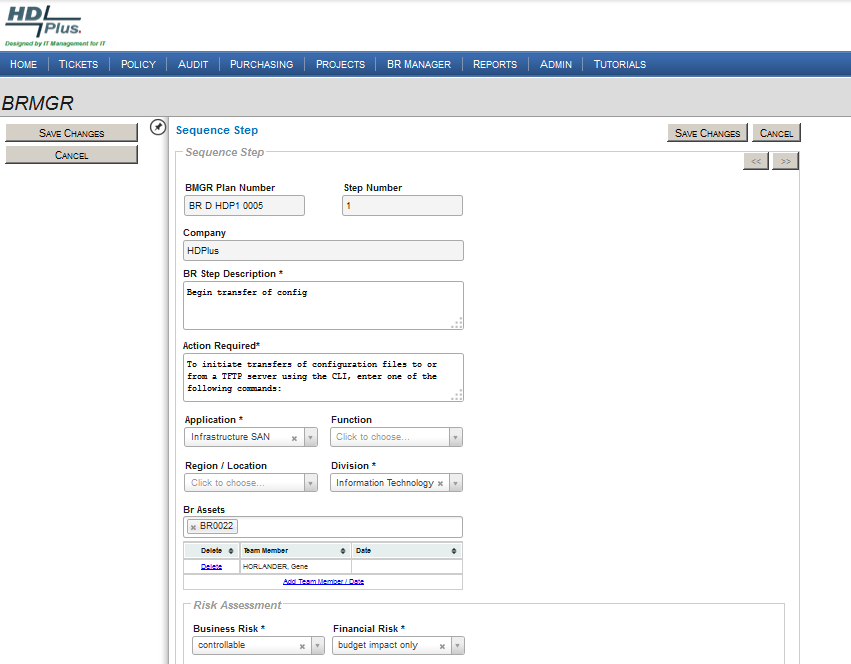 HDL Plus.
Designed by IT Management for IT
HOME TICKETS POLICY AUDIT PURCHASING PROJECTS BR MANAGER REPORTS ADMIN TUTORIALS
BRMGR
SAVE CHANGES
CANCEL
Sequence Step
SAVE CHANGES CANCEL
Sequence Step
<< >>
BMGR Plan Number Step Number
BR D HDP1 0005 1
Company
HDPlus
BR Step Description *
Begin transfer of config
Action Required*
To initiate transfers of configuration files to or
from a TFTP server using the CLI, enter one of the
following commands:
Application * Function
Infrastructure SAN Click to choose...
Region / Location Division *
Click to choose... Information Technology
Br Assets
BR0022
Delete Team Member Date
Delete HORLANDER, Gene
Add Team Member / Date
Risk Assessment
Business Risk * Financial Risk *
controllable budget impact only